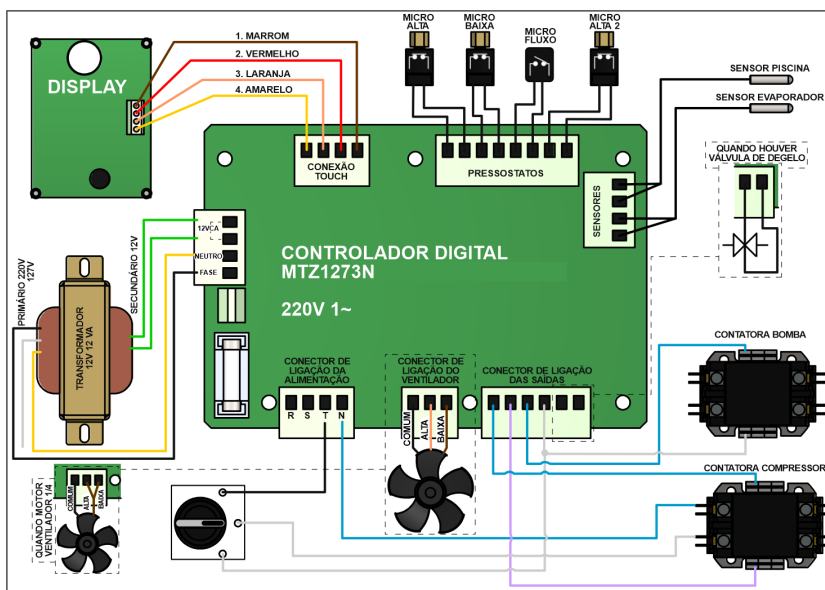 MICRO
ALTA
MICRO
BAIXA
MICRO
FLUXO
MICRO
ALTA 2
1. MARROM
2. VERMELHO
3. LARANJA
4. AMARELO
DISPLAY
SENSOR PISCINA
SENSOR EVAPORADOR
CONEXÃO
TOUCH
PRESSOSTATOS
SENSORES
QUANDO HOUVER
VÁLVULA DE DEGELO
12VCA
NEUTRO
FASE
PRIMÁRIO 220V
127V
SECUNDÁRIO 12V
TRANSFORMADOR
12V 12 VA
CONTROLADOR DIGITAL
MTZ1273N
220V 1~
CONECTOR DE
LIGAÇÃO DA
ALIMENTAÇÃO
R S T N
CONECTOR DE
LIGAÇÃO DO
VENTILADOR
COMUM
ALTA
BAIXA
CONECTOR DE LIGAÇÃO
DAS SAÍDAS
CONTATORA BOMBA
CONTATORA COMPRESSOR
QUANDO MOTOR
VENTILADOR 1/4
COMUM
ALTA
BAIXA